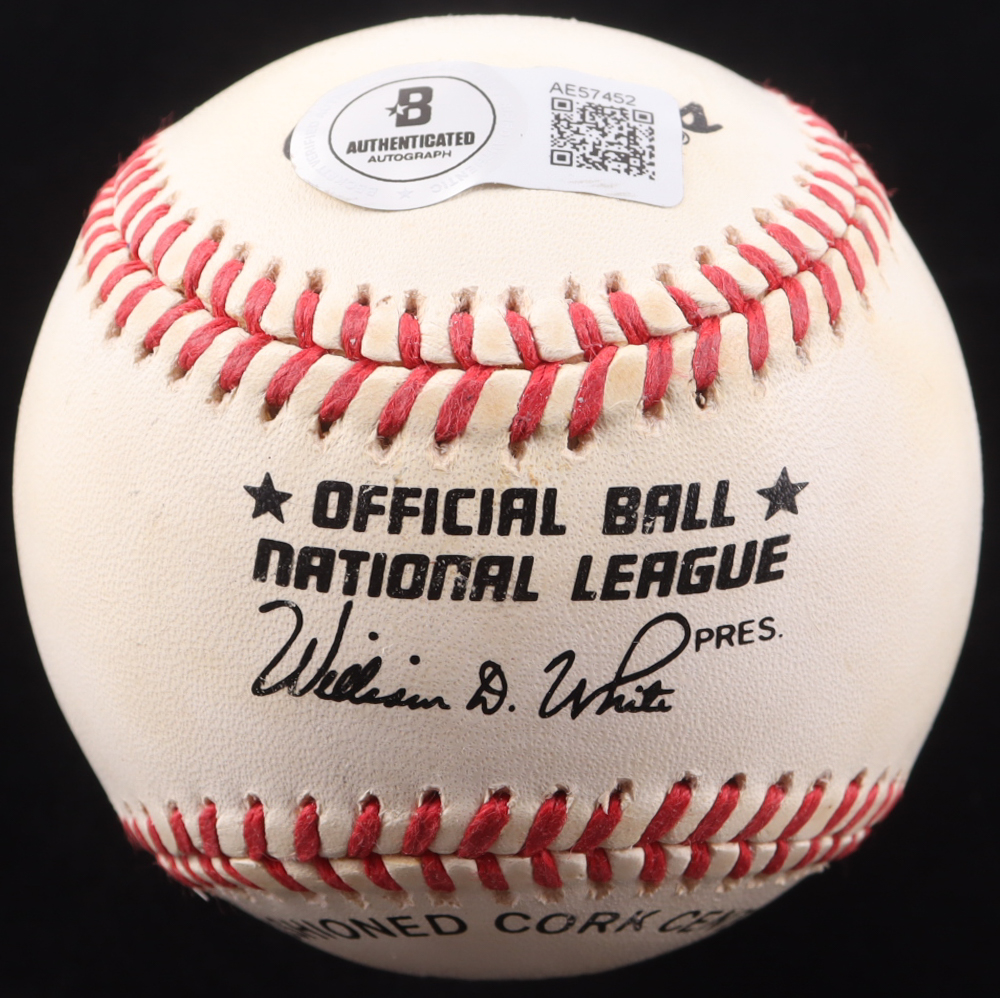 B
AUTHENTICATED
AUTOGRAPH
AE57452
®
★ OFFICIAL BALL ★
NATIONAL LEAGUE
William D. White PRES.
CORK